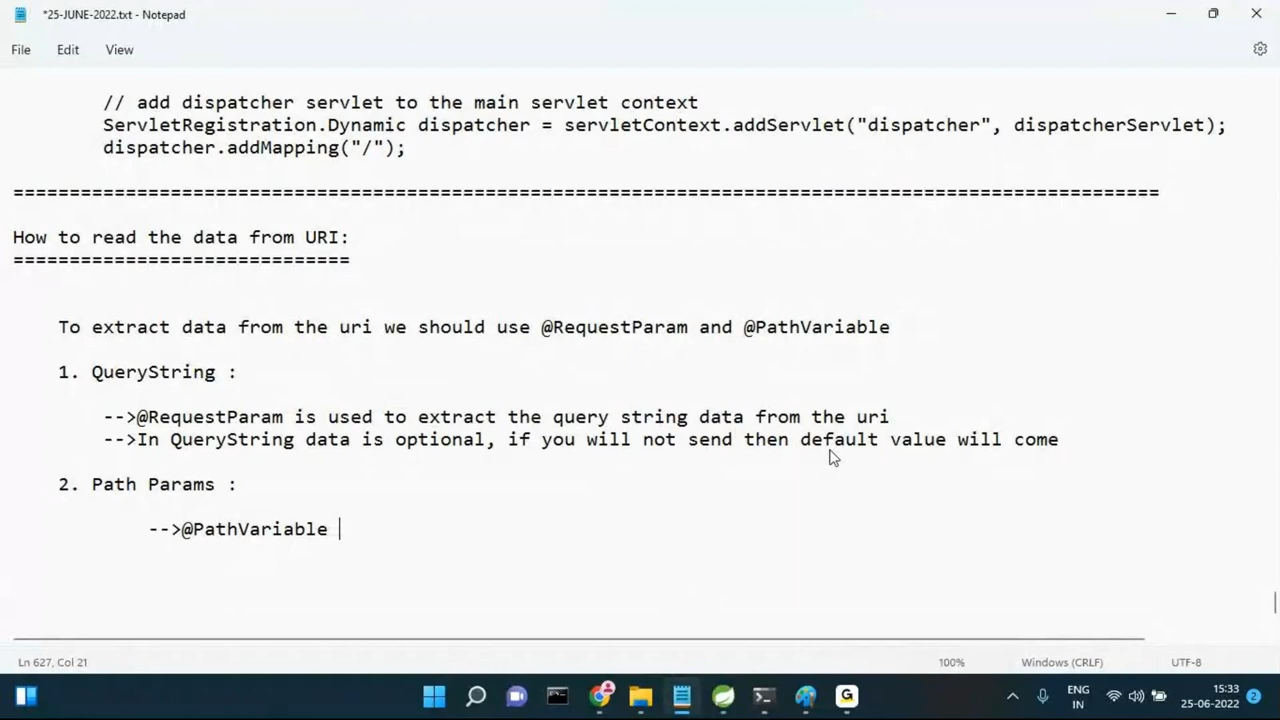 *25-JUNE-2022.txt - Notepad
File Edit View
// add dispatcher servlet to the main servlet context
ServletRegistration.Dynamic dispatcher = servletContext.addServlet("dispatcher", dispatcherServlet);
dispatcher.addMapping("/");
======================================================================================================
How to read the data from URI:
==============================
To extract data from the uri we should use @RequestParam and @PathVariable
1. QueryString :
-->@RequestParam is used to extract the query string data from the uri
-->In QueryString data is optional, if you will not send then default value will come
2. Path Params :
-->@PathVariable
Ln 627, Col 21 100% Windows (CRLF) UTF-8
ENG
IN
15:33
25-06-2022
2